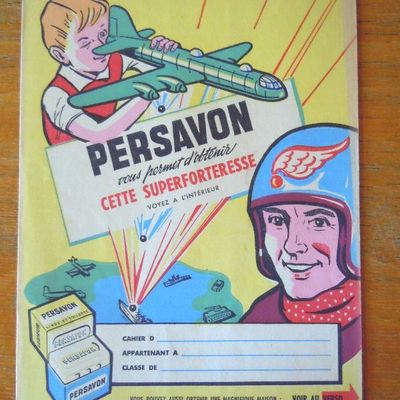 PERSAVON
vous permet d'obtenir
CETTE SUPERFORTERESSE
VOYEZ A L'INTERIEUR
PERSAVON
PERSAVON
CAHIER D
APPARTENANT A
CLASSE DE
VOUS POUVEZ AUSSI OBTENIR UNE MAGNIFIQUE MAISON : VOIR AU VERSO